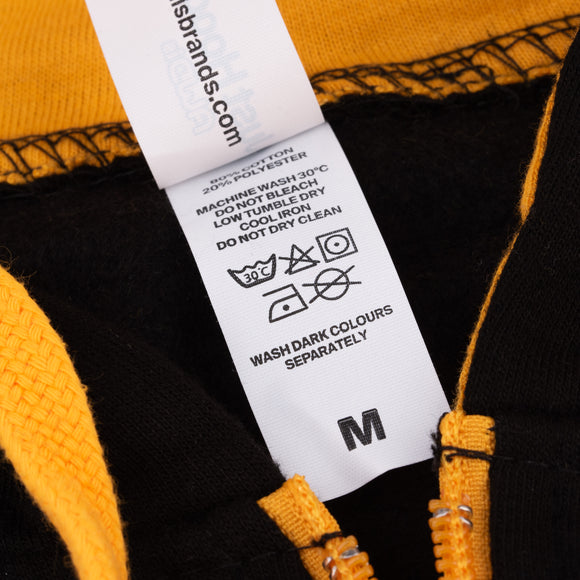 isbrands.com
80% COTTON
20% POLYESTER
MACHINE WASH 30°C
DO NOT BLEACH
LOW TUMBLE DRY
COOL IRON
DO NOT DRY CLEAN
30°C
WASH DARK COLOURS
SEPARATELY
M